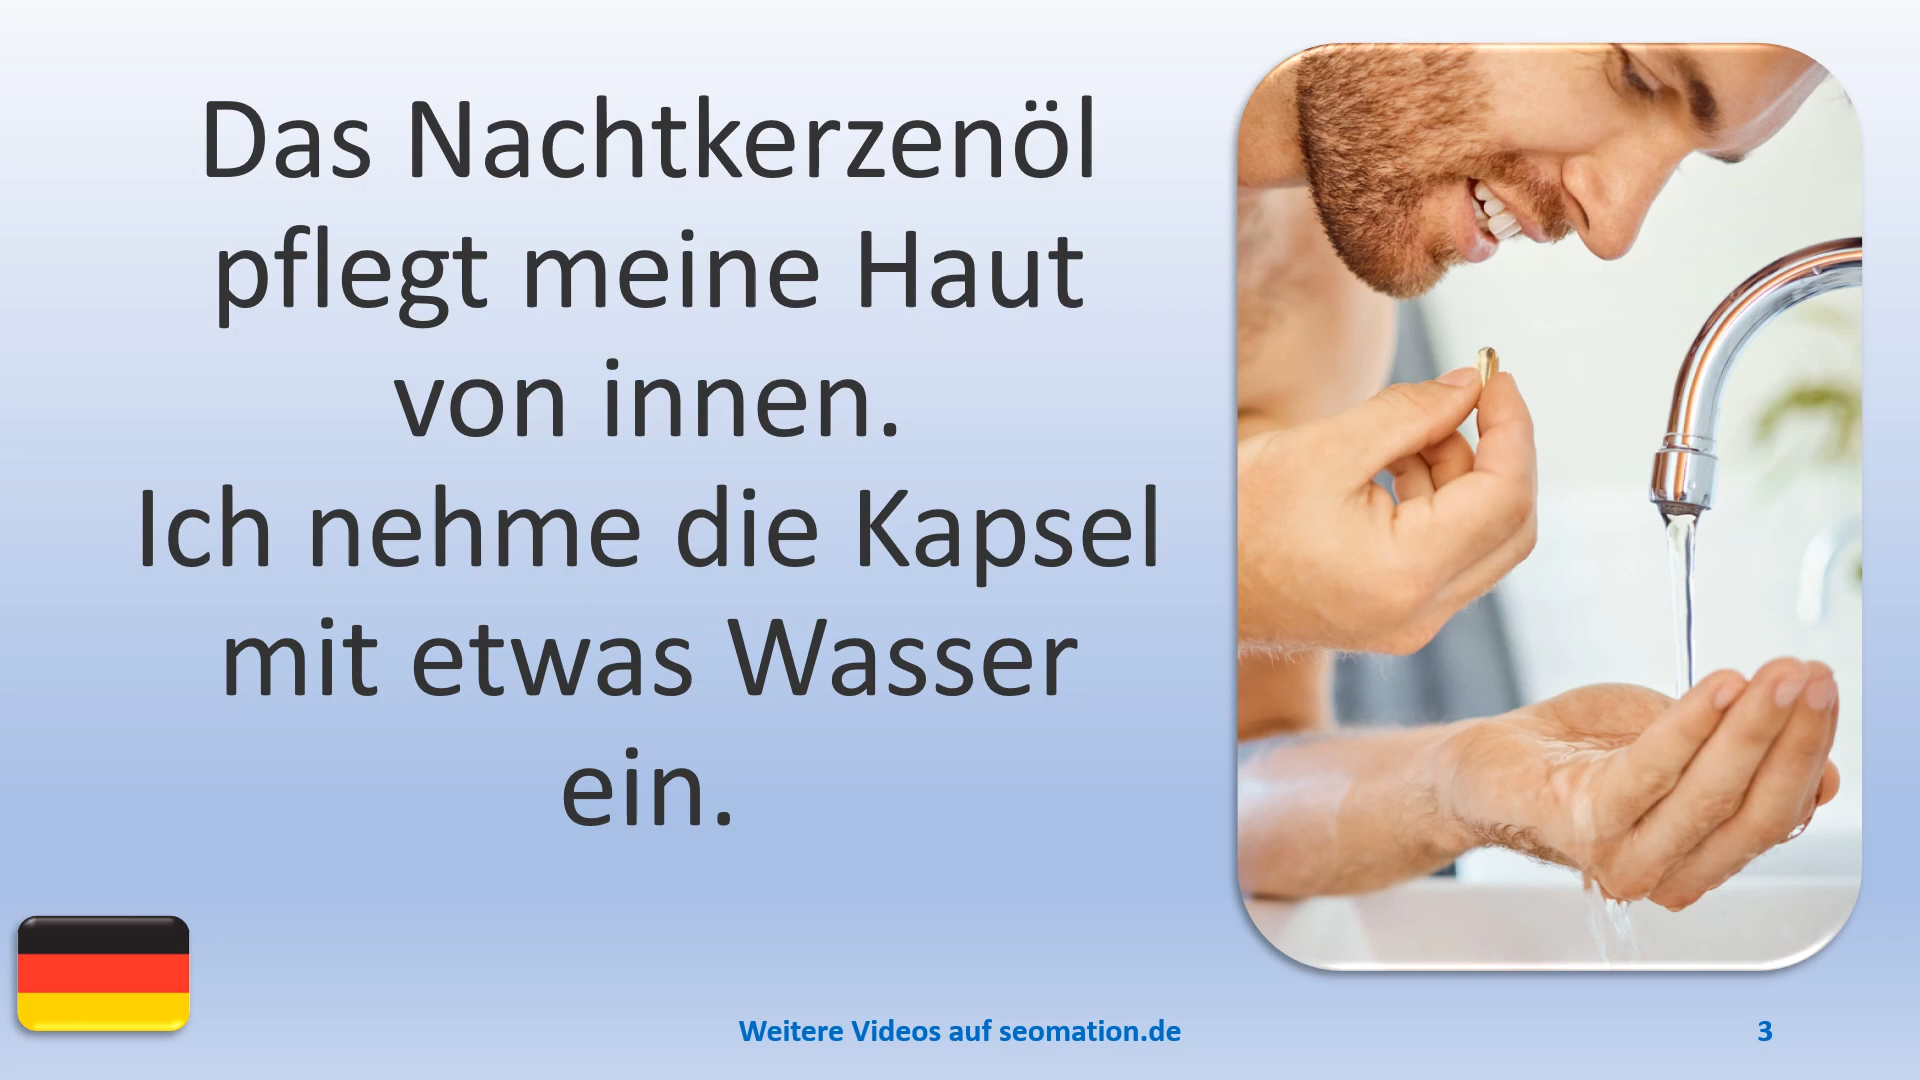 Das Nachtkerzenöl
pflegt meine Haut
von innen.
Ich nehme die Kapsel
mit etwas Wasser
ein.
Weitere Videos auf seomation.de
3